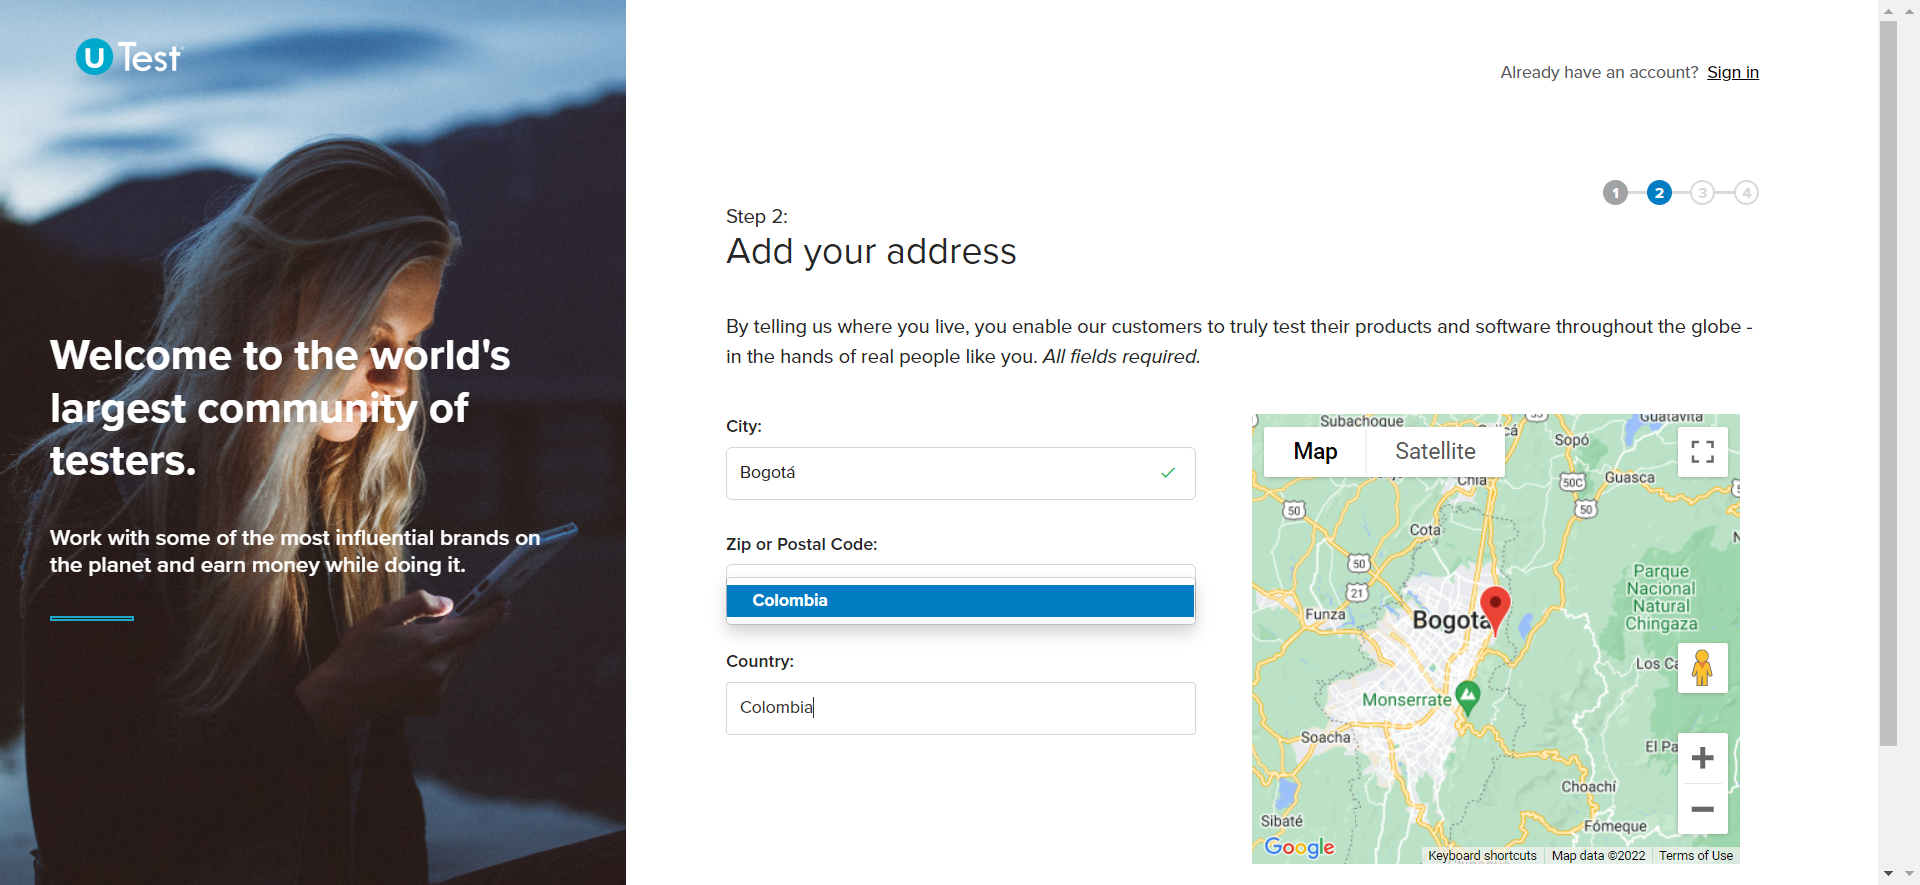 U Test
Already have an account? Sign in
1 2 3 4
Step 2:
Add your address
By telling us where you live, you enable our customers to truly test their products and software throughout the globe -
in the hands of real people like you. All fields required.
Welcome to the world's
largest community of
testers.
Work with some of the most influential brands on
the planet and earn money while doing it.
City:
Bogotá
Zip or Postal Code:
Colombia
Country:
Colombia
Map Satellite
Subachoque
Guatavita
Sopó
Chía
50C
Guasca
50
50
Cota
50
21
Funza
Parque
Nacional
Natural
Chingaza
Bogotá
Monserrate
Soacha
Choachí
Sibaté
Fómeque
Google
Keyboard shortcuts Map data ©2022 Terms of Use